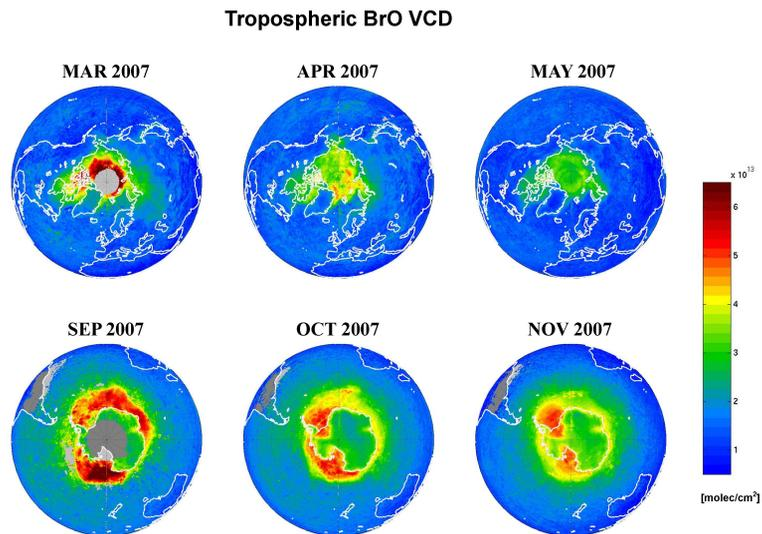 Tropospheric BrO VCD
MAR 2007
APR 2007
MAY 2007
x 10^13
6
5
4
3
2
1
[molec/cm^2]
SEP 2007
OCT 2007
NOV 2007